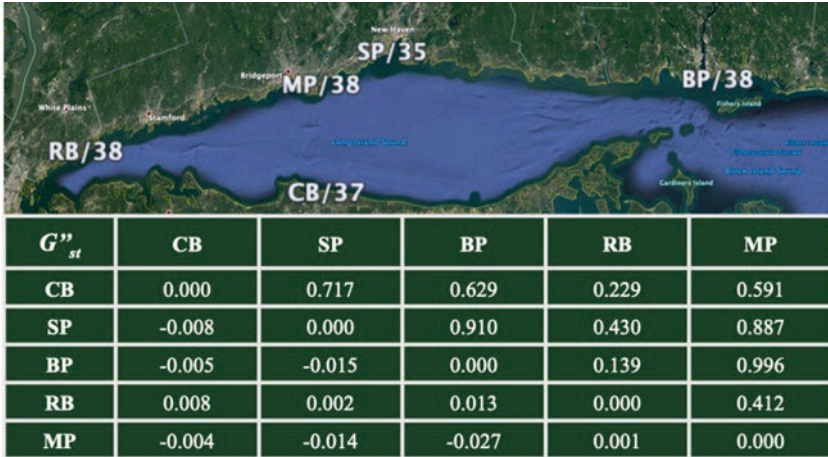 New Haven
SP/35
Bridgeport
MP/38
BP/38
Fishers Island
White Plains
Stamford
RB/38
Long Island Sound
Block Island Sound
Gardiners Island
CB/37
G”st CB SP BP RB MP
CB 0.000 0.717 0.629 0.229 0.591
SP -0.008 0.000 0.910 0.430 0.887
BP -0.005 -0.015 0.000 0.139 0.996
RB 0.008 0.002 0.013 0.000 0.412
MP -0.004 -0.014 -0.027 0.001 0.000